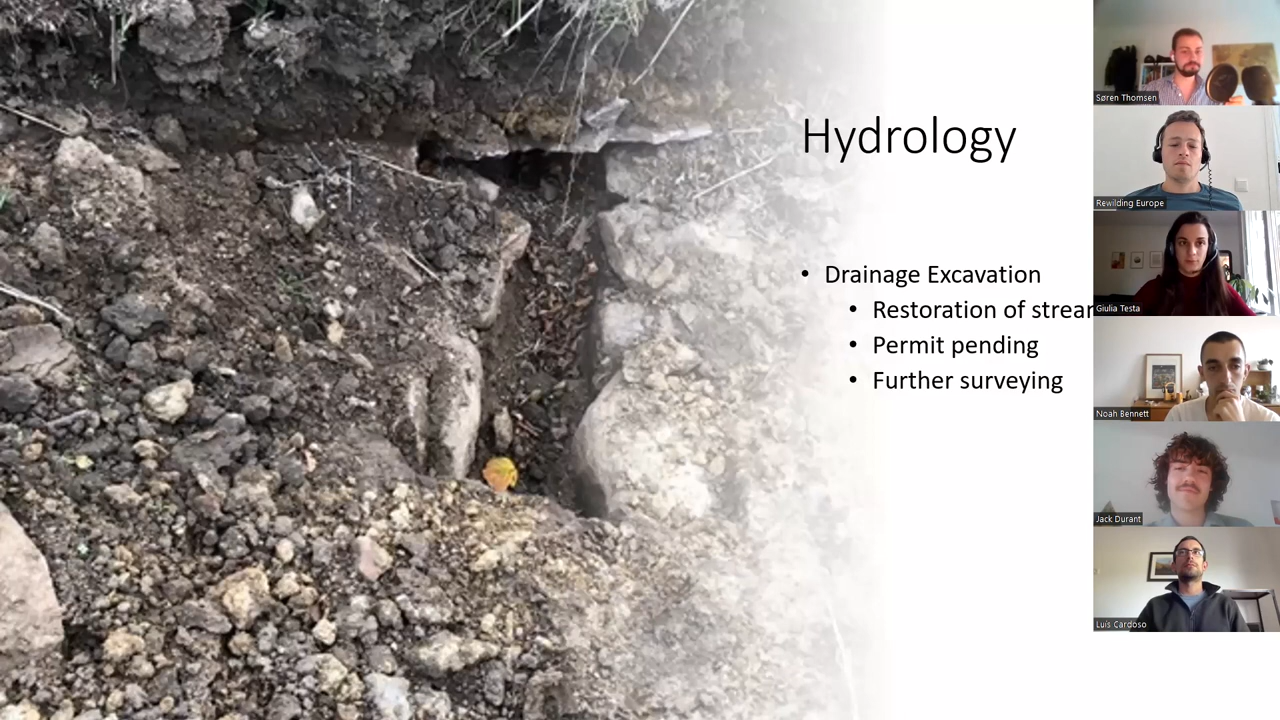 Hydrology
• Drainage Excavation
• Restoration of strear
• Permit pending
• Further surveying
Søren Thomsen
Rewilding Europe
Giulia Testa
Noah Bennett
Jack Durant
Luís Cardoso